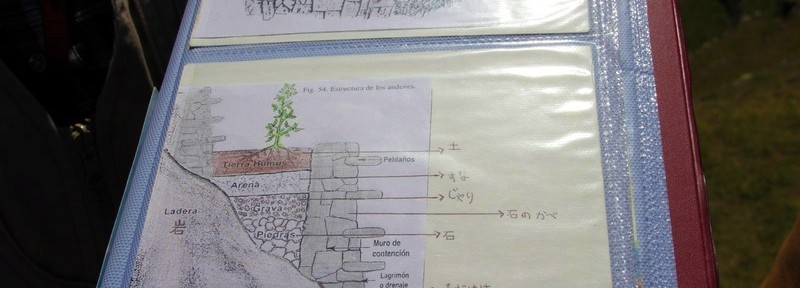 Fig. 54. Estructura de los andenes.
土
Tierra Humus
Peldaños
すな
Arena
じゃり
Grava
石のかべ
Ladera
岩
Piedras
石
Muro de
contención
Lagrimón
o drenaje